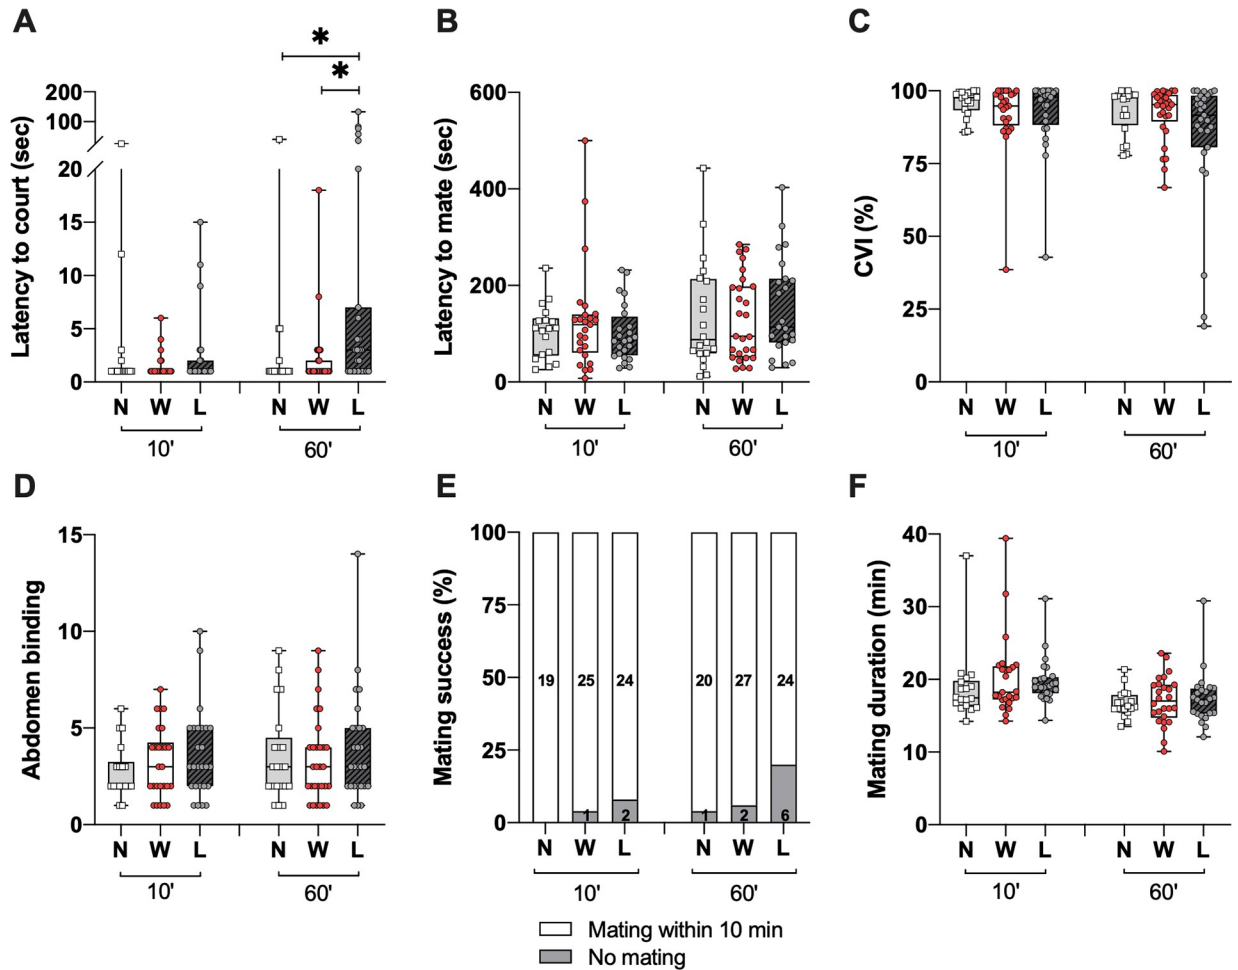 A
Latency to court (sec)
200
100
20
15
10
5
0
* 
*
N W L N W L
10' 60'
B
Latency to mate (sec)
600
400
200
0
N W L N W L
10' 60'
C
CVI (%)
100
75
50
25
0
N W L N W L
10' 60'
D
Abdomen binding
15
10
5
0
N W L N W L
10' 60'
E
Mating success (%)
100
75
50
25
0
19 25 24 20 27 24
1 2 1 2 6
N W L N W L
10' 60'
Mating within 10 min
No mating
F
Mating duration (min)
40
30
20
10
0
N W L N W L
10' 60'